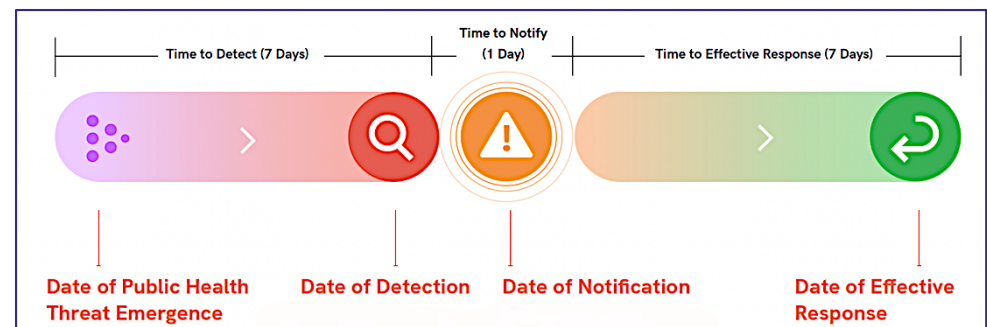 Time to Detect (7 Days)
Time to Notify
(1 Day)
Time to Effective Response (7 Days)
Date of Public Health
Threat Emergence
Date of Detection
Date of Notification
Date of Effective
Response